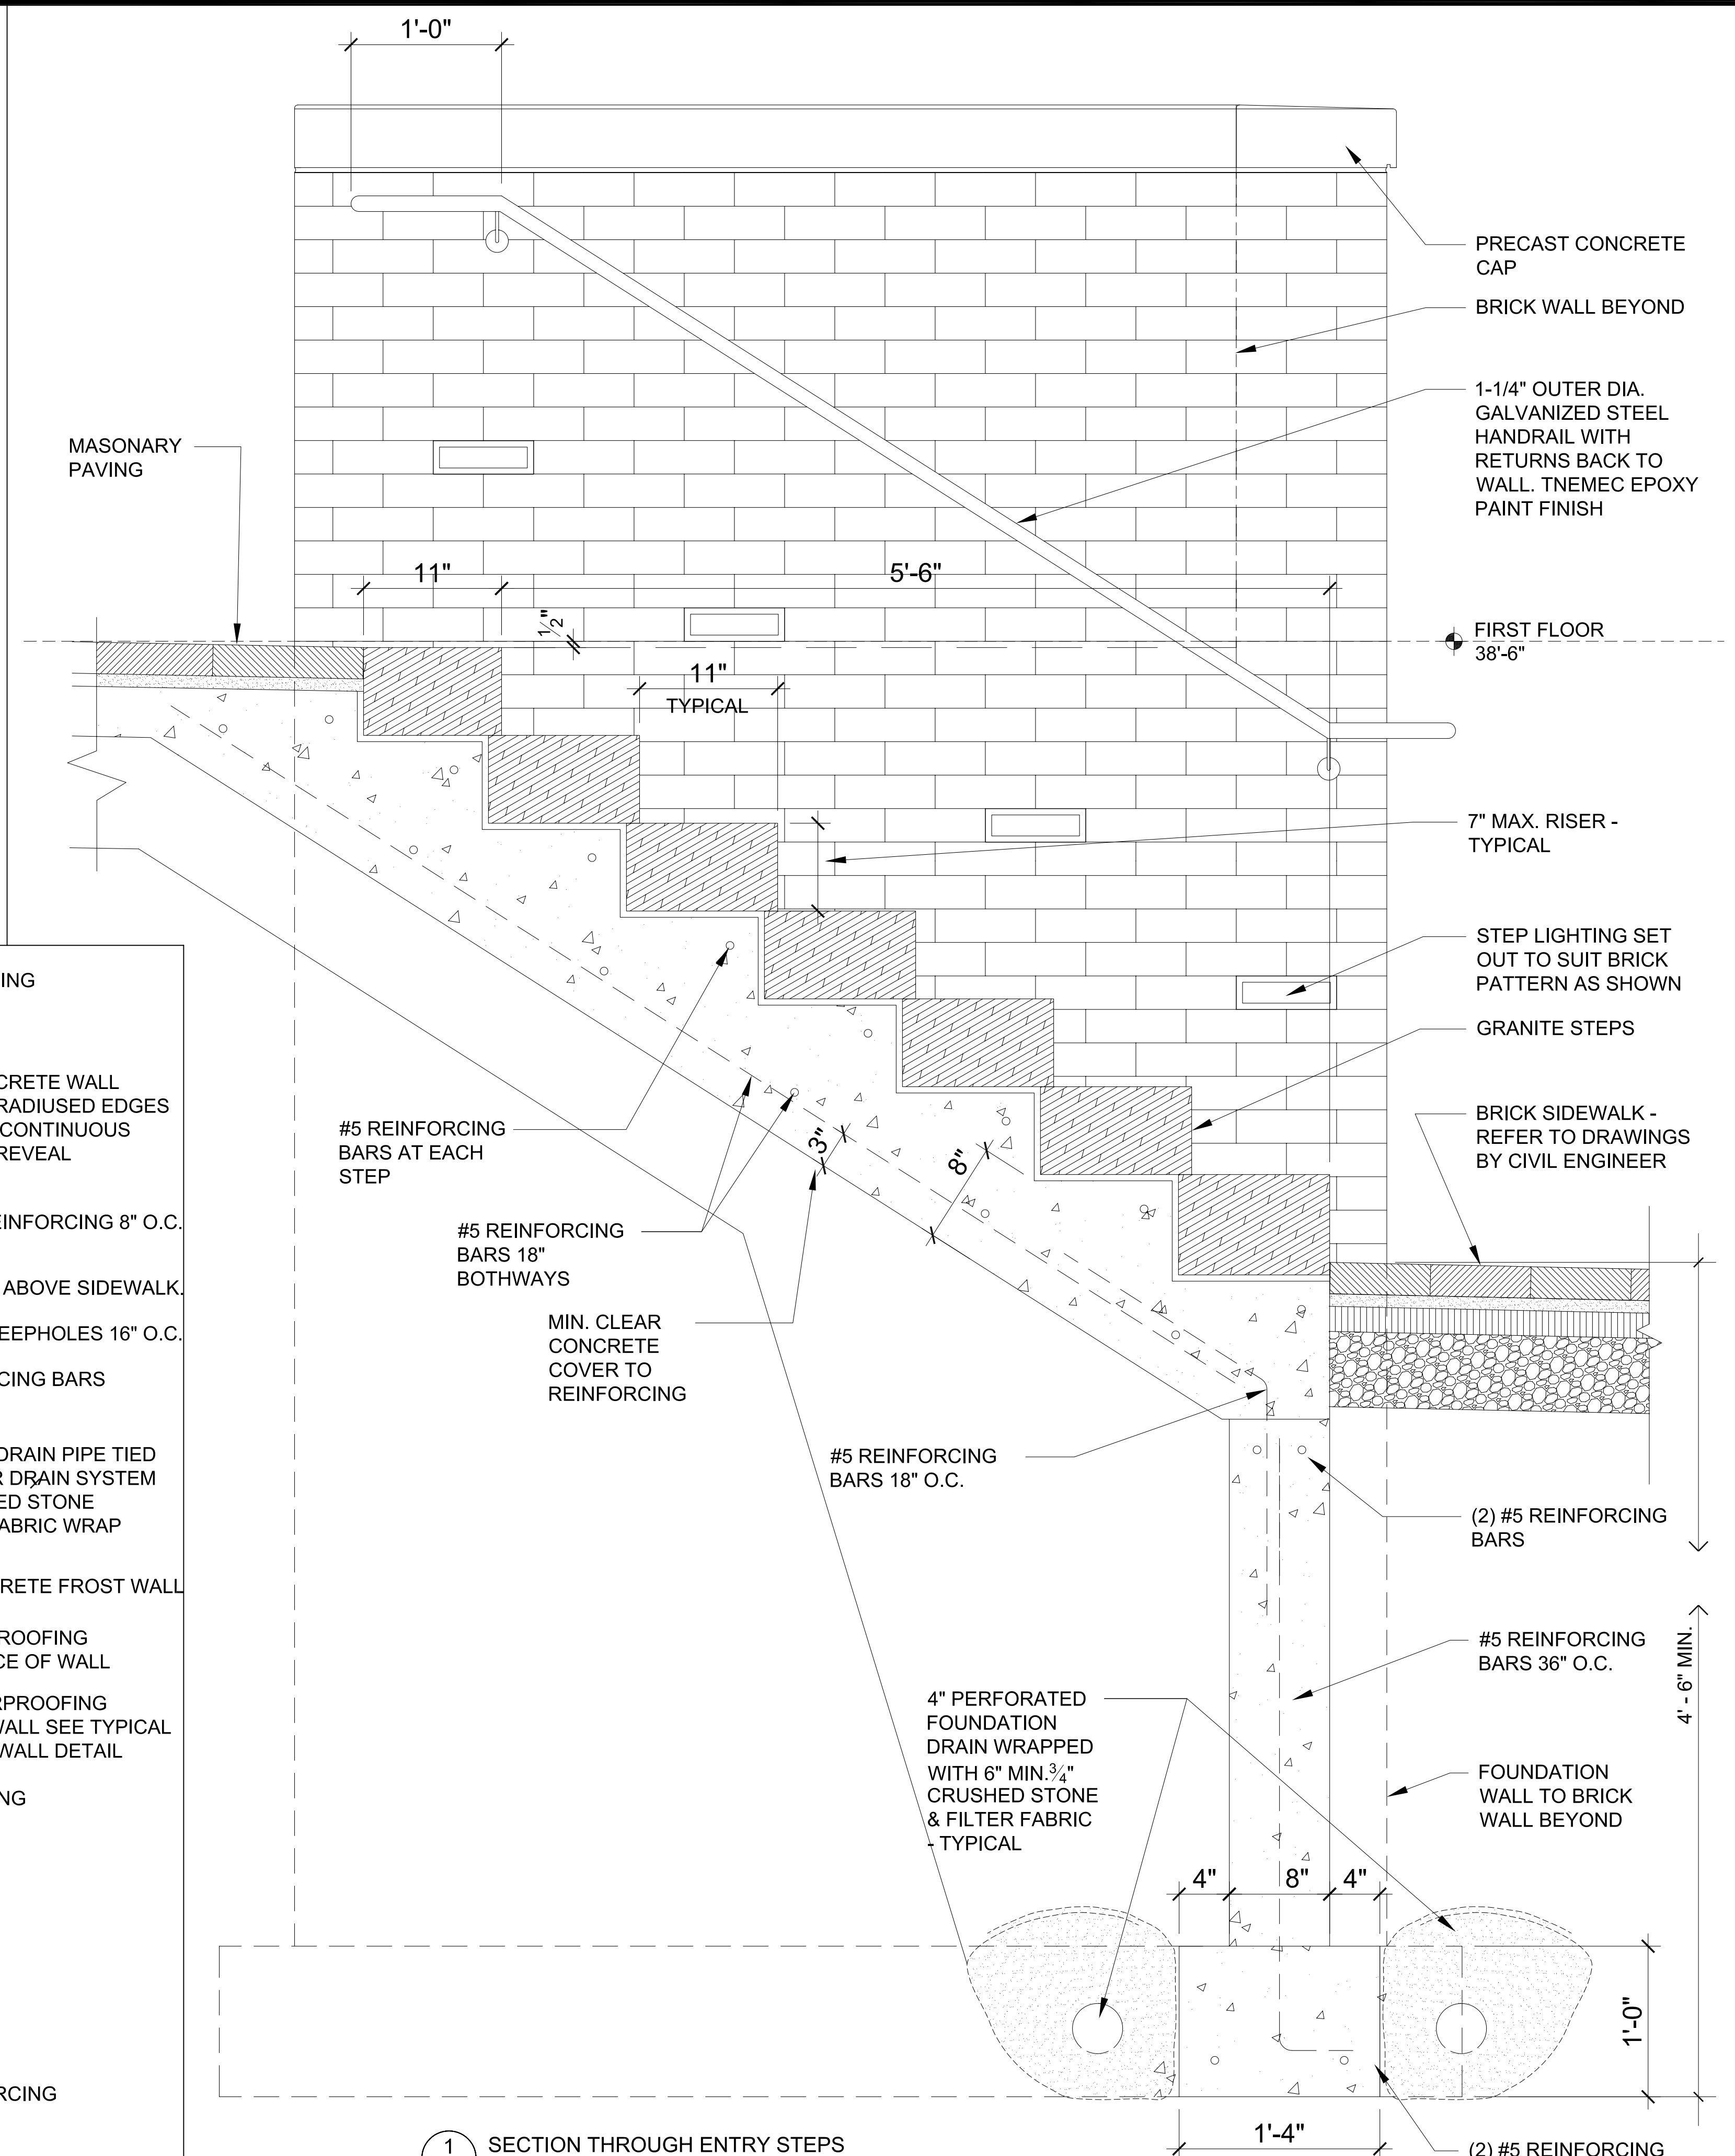 1'-0"
PRECAST CONCRETE
CAP
BRICK WALL BEYOND
1-1/4" OUTER DIA.
GALVANIZED STEEL
HANDRAIL WITH
RETURNS BACK TO
WALL. TNEMEC EPOXY
PAINT FINISH
MASONARY
PAVING
11"
5'-6"
1/2"
FIRST FLOOR
38'-6"
11"
TYPICAL
7" MAX. RISER -
TYPICAL
STEP LIGHTING SET
OUT TO SUIT BRICK
PATTERN AS SHOWN
GRANITE STEPS
BRICK SIDEWALK -
REFER TO DRAWINGS
BY CIVIL ENGINEER
#5 REINFORCING
BARS AT EACH
STEP
3"
8"
#5 REINFORCING
BARS 18"
BOTHWAYS
MIN. CLEAR
CONCRETE
COVER TO
REINFORCING
#5 REINFORCING
BARS 18" O.C.
(2) #5 REINFORCING
BARS
#5 REINFORCING
BARS 36" O.C.
4' - 6" MIN.
4" PERFORATED
FOUNDATION
DRAIN WRAPPED
WITH 6" MIN.3/4"
CRUSHED STONE
& FILTER FABRIC
- TYPICAL
FOUNDATION
WALL TO BRICK
WALL BEYOND
4"
8"
4"
1'-0"
1'-4"
(2) #5 REINFORCING
1
SECTION THROUGH ENTRY STEPS
ING
CRETE WALL
RADIUSED EDGES
CONTINUOUS
REVEAL
EINFORCING 8" O.C.
ABOVE SIDEWALK.
EEPHOLES 16" O.C.
CING BARS
DRAIN PIPE TIED
R DRAIN SYSTEM
ED STONE
ABRIC WRAP
RETE FROST WALL
ROOFING
CE OF WALL
RPROOFING
WALL SEE TYPICAL
WALL DETAIL
NG
RCING